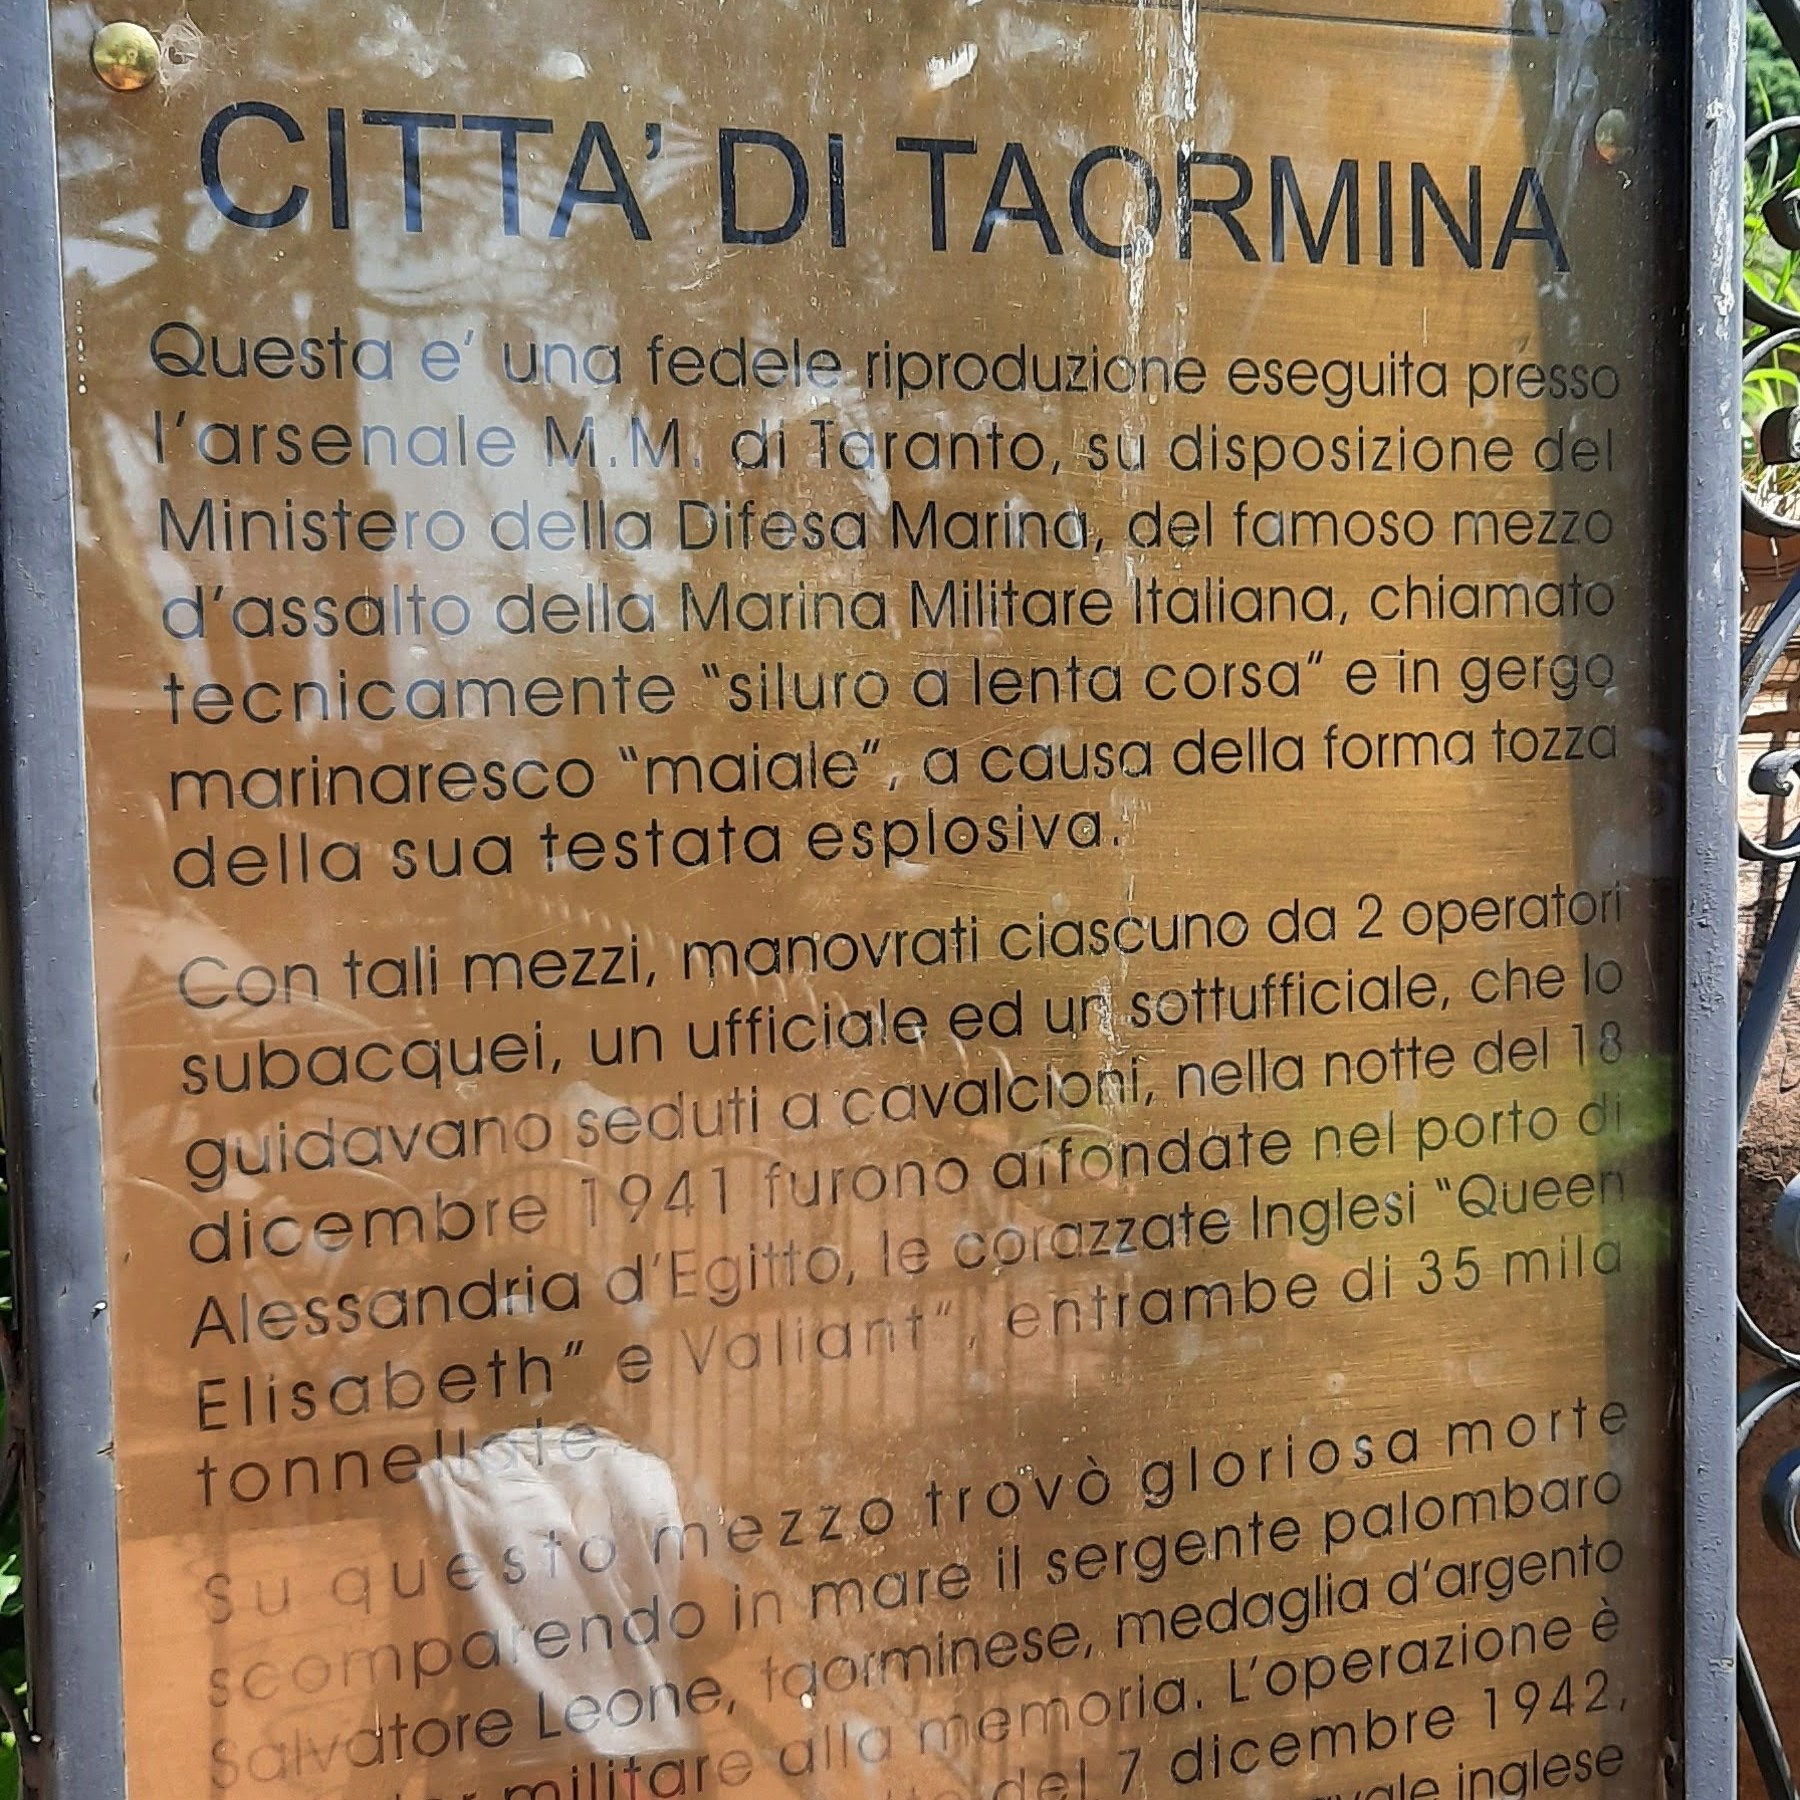 CITTA' DI TAORMINA
Questa e' una fedele riproduzione eseguita presso
l'arsenale M.M. di Taranto, su disposizione del
Ministero della Difesa Marina, del famoso mezzo
d'assalto della Marina Militare Italiana, chiamato
tecnicamente "siluro a lenta corsa" e in gergo
marinaresco "maiale", a causa della forma tozza
della sua testata esplosiva.
Con tali mezzi, manovrati ciascuno da 2 operatori
subacquei, un ufficiale ed un sottufficiale, che lo
guidavano seduti a cavalcioni, nella notte del 18
dicembre 1941 furono affondate nel porto di
Alessandria d'Egitto, le corazzate Inglesi "Queen
Elisabeth" e Valiant", entrambe di 35 mila
tonnellate
Su questo mezzo trovò gloriosa morte
scomparendo in mare il sergente palombaro
Salvatore Leone, taorminese, medaglia d'argento
militare alla memoria. L'operazione è
del 7 dicembre 1942,
inglese